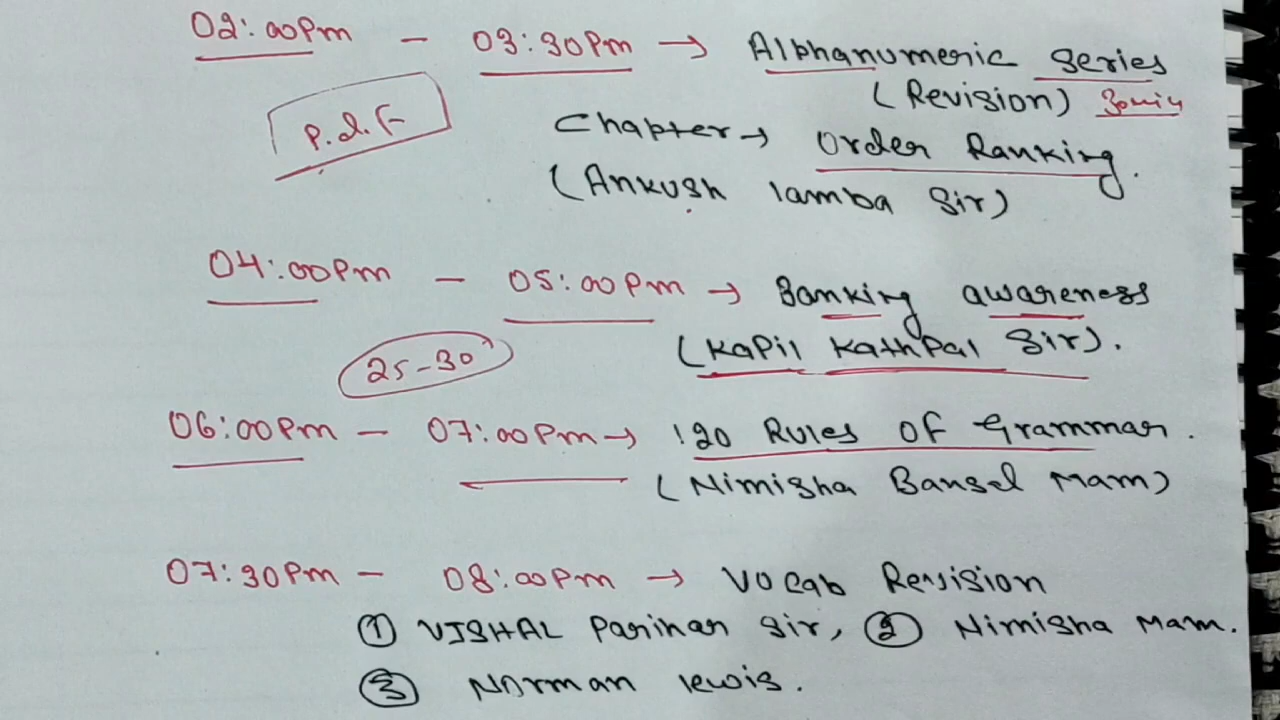 02:00Pm - 03:30Pm → Alphanumeric Series
(Revision) 30min
P.d.F
Chapter → Order Ranking.
(Ankush lamba Sir)
04:00Pm - 05:00Pm → Banking awareness
(Kapil Kathpal Sir).
25-30
06:00Pm - 07:00Pm → 120 Rules OF Grammar.
(Nimisha Bansal Mam)
07:30Pm - 08:00Pm → Vocab Revision
① VISHAL Parihar Sir, ② Nimisha Mam.
③ Norman lewis.